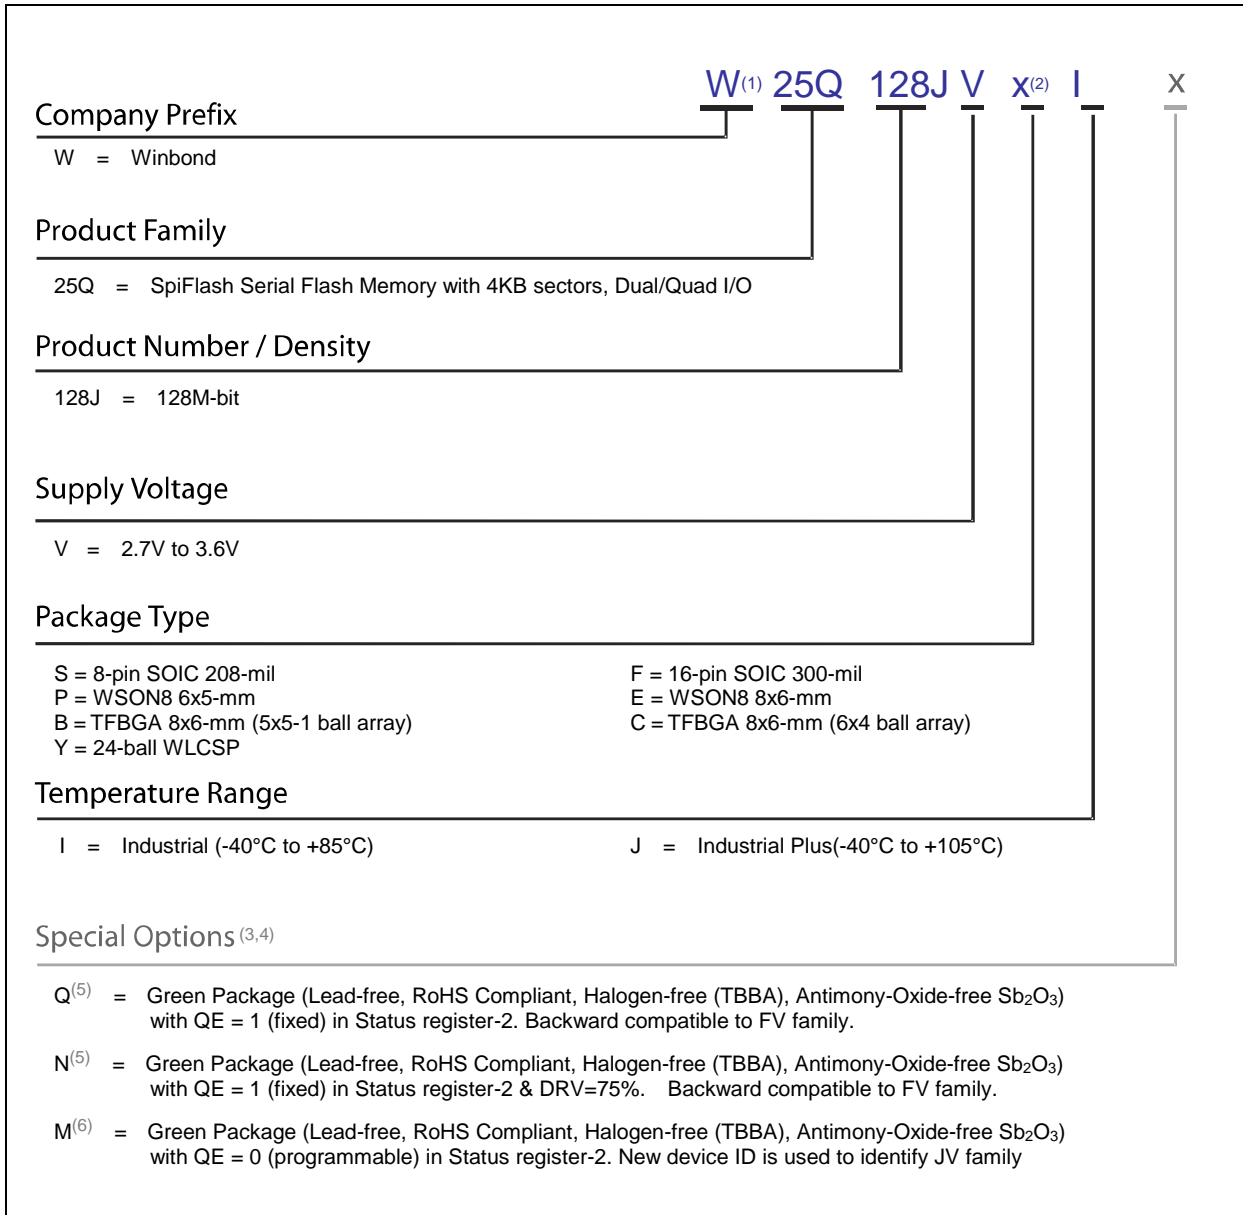 W(1) 25Q 128J V x(2) I x
Company Prefix
W = Winbond
Product Family
25Q = SpiFlash Serial Flash Memory with 4KB sectors, Dual/Quad I/O
Product Number / Density
128J = 128M-bit
Supply Voltage
V = 2.7V to 3.6V
Package Type
S = 8-pin SOIC 208-mil F = 16-pin SOIC 300-mil
P = WSON8 6x5-mm E = WSON8 8x6-mm
B = TFBGA 8x6-mm (5x5-1 ball array) C = TFBGA 8x6-mm (6x4 ball array)
Y = 24-ball WLCSP
Temperature Range
I = Industrial (-40°C to +85°C) J = Industrial Plus(-40°C to +105°C)
Special Options (3,4)
Q(5) = Green Package (Lead-free, RoHS Compliant, Halogen-free (TBBA), Antimony-Oxide-free Sb₂O₃)
with QE = 1 (fixed) in Status register-2. Backward compatible to FV family.
N(5) = Green Package (Lead-free, RoHS Compliant, Halogen-free (TBBA), Antimony-Oxide-free Sb₂O₃)
with QE = 1 (fixed) in Status register-2 & DRV=75%. Backward compatible to FV family.
M(6) = Green Package (Lead-free, RoHS Compliant, Halogen-free (TBBA), Antimony-Oxide-free Sb₂O₃)
with QE = 0 (programmable) in Status register-2. New device ID is used to identify JV family